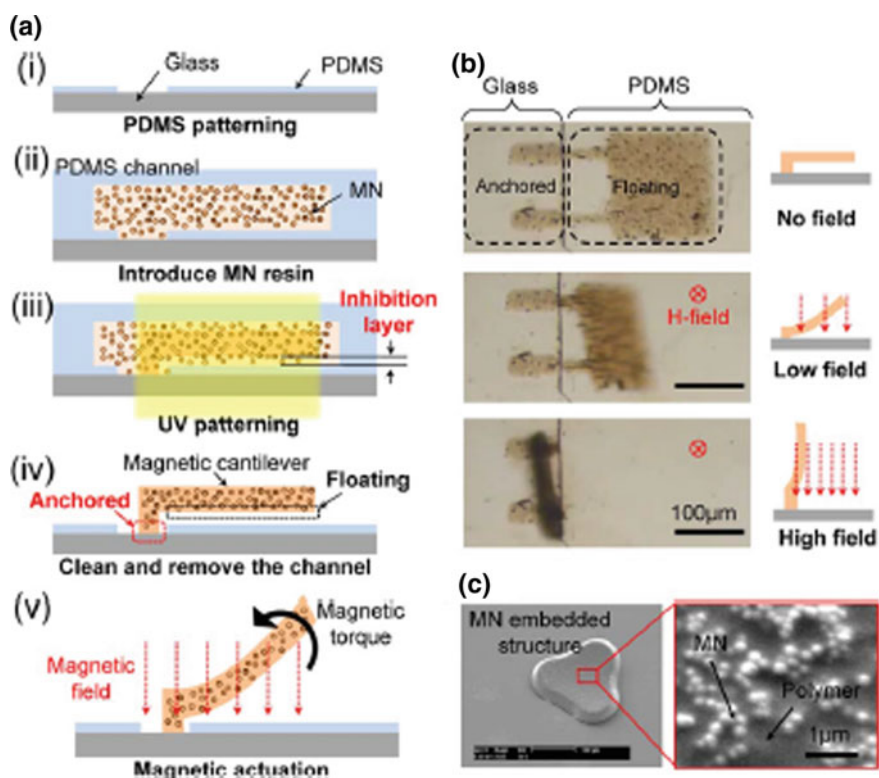 (a)
(i)
Glass
PDMS
PDMS patterning
(ii)
PDMS channel
MN
Introduce MN resin
(iii)
Inhibition
layer
UV patterning
(iv)
Magnetic cantilever
Floating
Anchored
Clean and remove the channel
(v)
Magnetic
torque
Magnetic
field
Magnetic actuation
(b)
Glass
PDMS
Anchored
Floating
No field
H-field
Low field
100μm
High field
(c)
MN embedded
structure
MN
Polymer
1μm